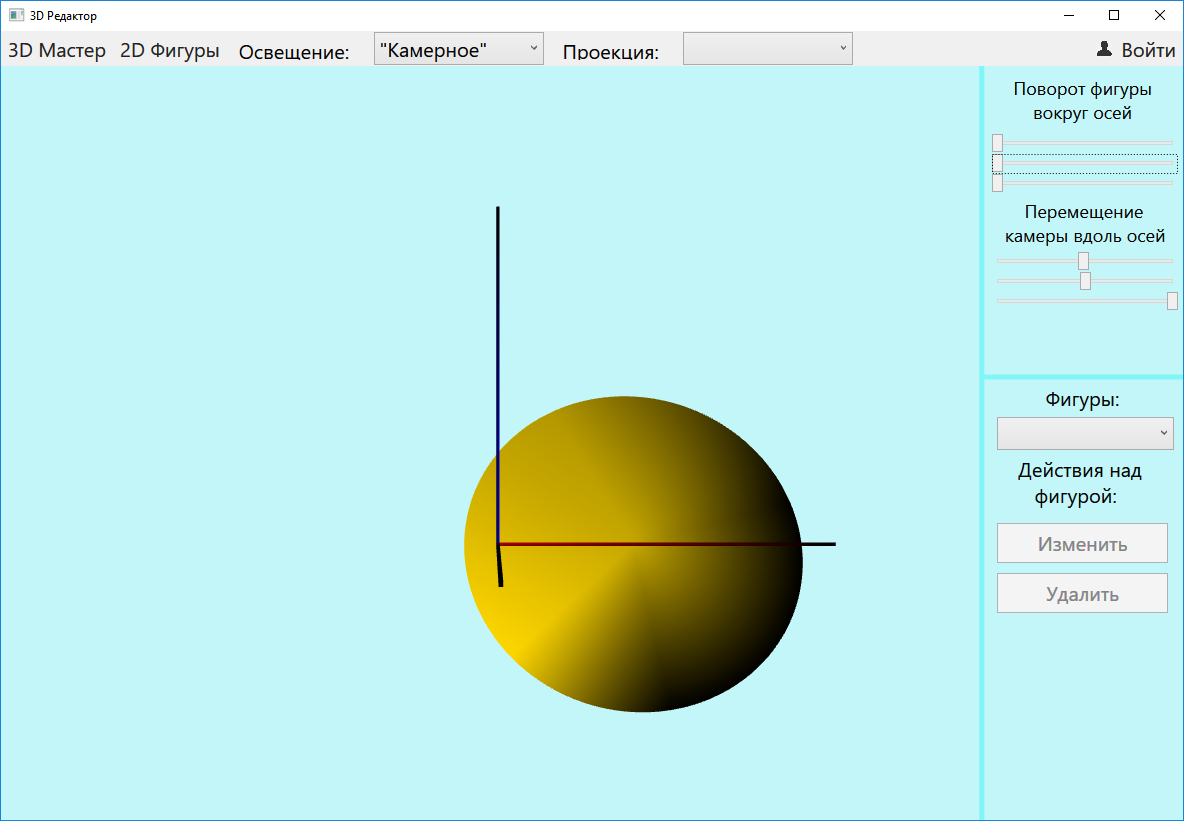 3D Редактор
3D Мастер 2D Фигуры Освещение: "Камерное" Проекция: Войти
Поворот фигуры
вокруг осей
Перемещение
камеры вдоль осей
Фигуры:
Действия над
фигурой:
Изменить
Удалить